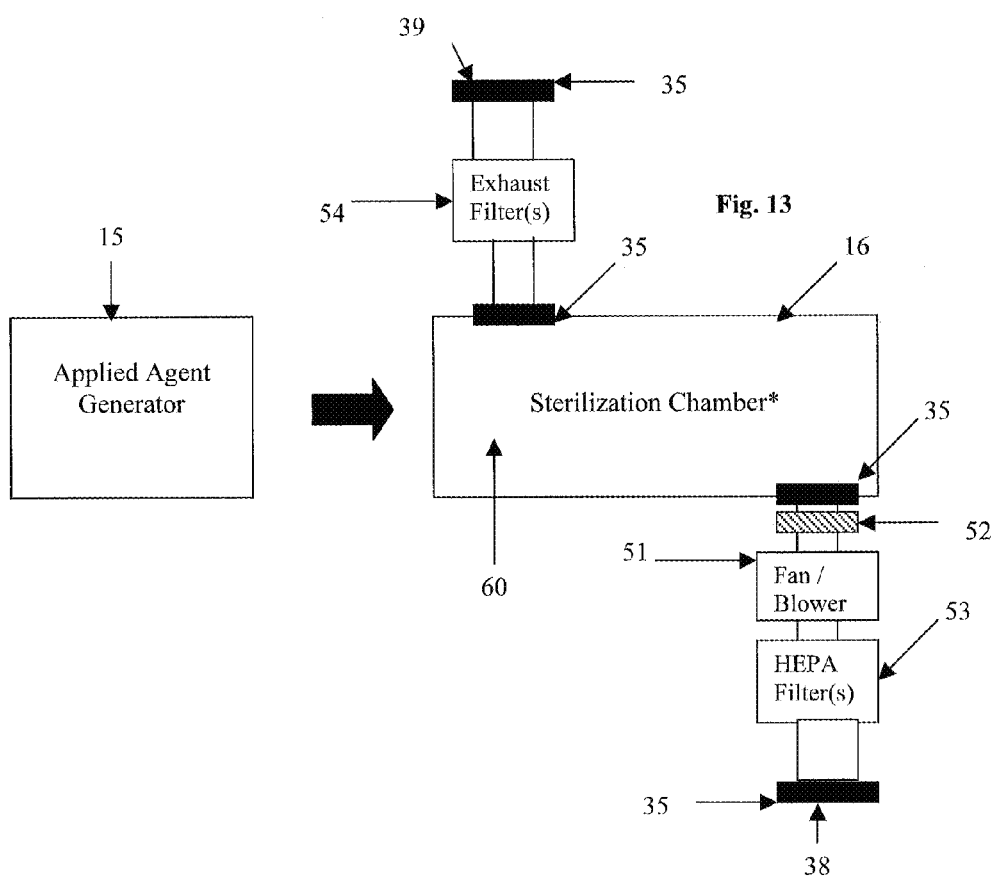 39
35
Exhaust
Filter(s)
54
Fig. 13
15
35
16
Applied Agent
Generator
Sterilization Chamber*
35
52
51
60
Fan /
Blower
53
HEPA
Filter(s)
35
38